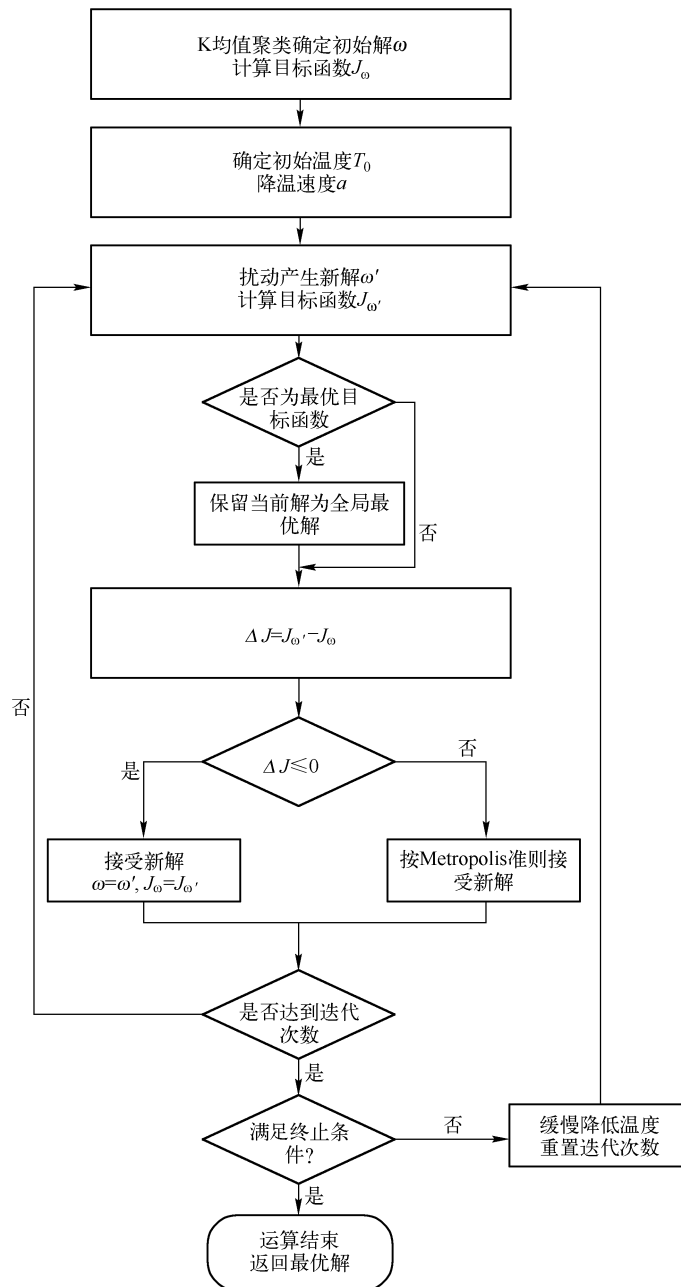 K均值聚类确定初始解ω
计算目标函数Jω
确定初始温度T0
降温速度a
扰动产生新解ω′
计算目标函数Jω′
是否为最优目
标函数
是
保留当前解为全局最
优解
否
ΔJ=Jω′−Jω
否
ΔJ≤0
是
否
接受新解
ω=ω′, Jω=Jω′
按Metropolis准则接
受新解
是否达到迭代
次数
是
满足终止条
件?
否
缓慢降低温度
重置迭代次数
是
运算结束
返回最优解